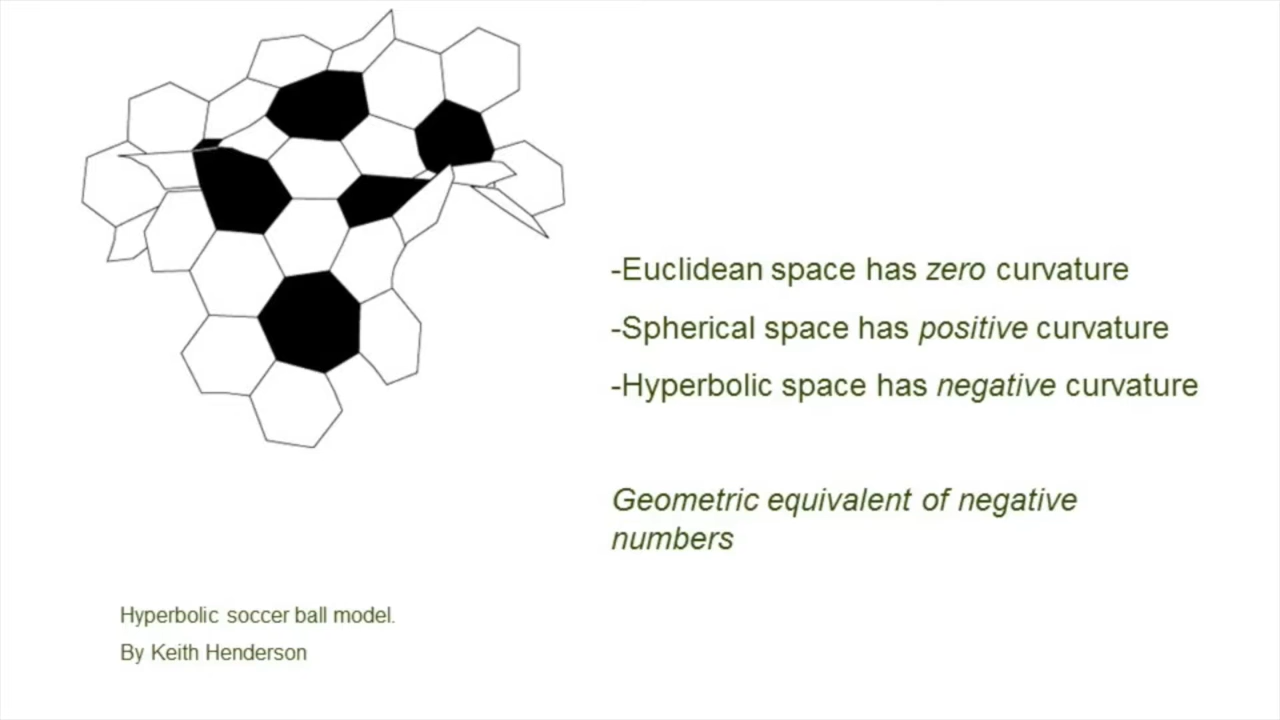 -Euclidean space has zero curvature
-Spherical space has positive curvature
-Hyperbolic space has negative curvature
Geometric equivalent of negative
numbers
Hyperbolic soccer ball model.
By Keith Henderson